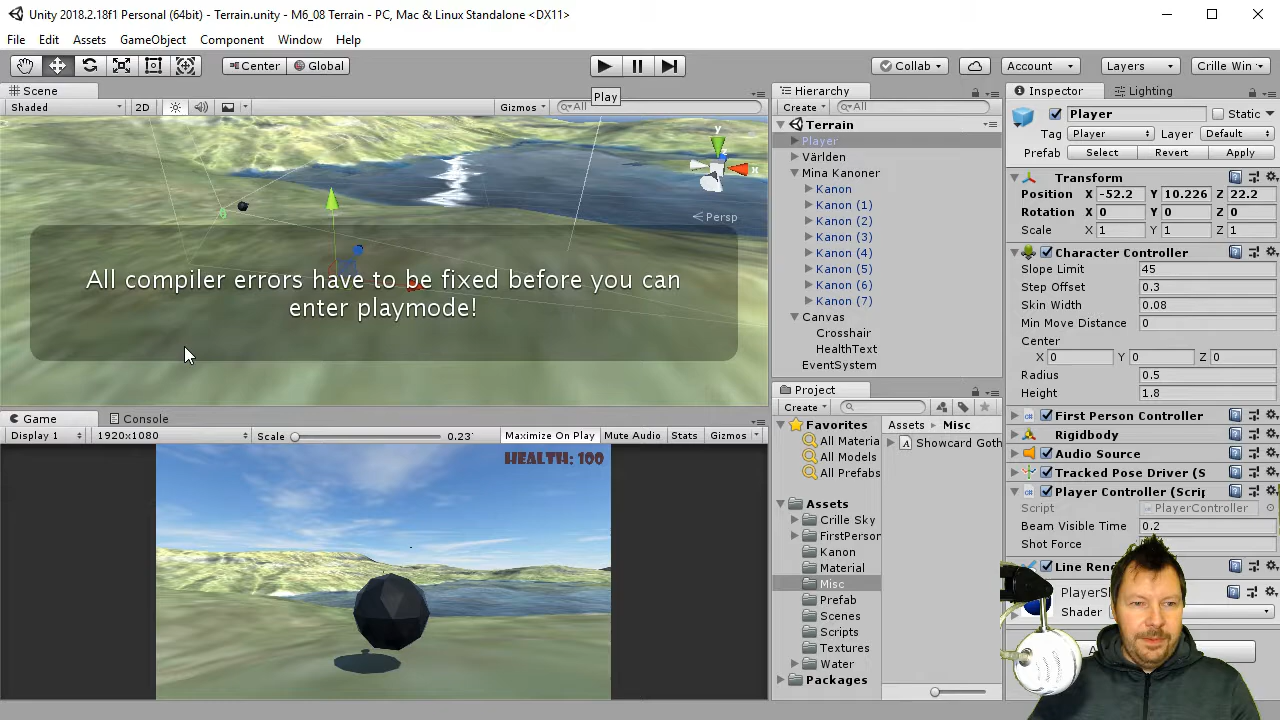 Unity 2018.2.18f1 Personal (64bit) - Terrain.unity - M6_08 Terrain - PC, Mac & Linux Standalone <DX11>
File Edit Assets GameObject Component Window Help
Center Global Collab Account Layers Crille Win
Play
Scene
Shaded 2D Gizmos All
y
x
Persp
All compiler errors have to be fixed before you can
enter playmode!
Game Console
Display 1 1920x1080 Scale 0.23 Maximize On Play Mute Audio Stats Gizmos
HEALTH: 100
Hierarchy
Create All
Terrain
Player
Världen
Mina Kanoner
Kanon
Kanon (1)
Kanon (2)
Kanon (3)
Kanon (4)
Kanon (5)
Kanon (6)
Kanon (7)
Canvas
Crosshair
HealthText
EventSystem
Project
Create
Favorites
All Materia
All Models
All Prefabs
Assets
Crille Sky
FirstPerson
Kanon
Material
Misc
Prefab
Scenes
Scripts
Textures
Water
Packages
Assets Misc
Showcard Goth
Inspector Lighting
Player Static
Tag Player Layer Default
Prefab Select Revert Apply
Transform
Position X -52.2 Y 10.226 Z 22.2
Rotation X 0 Y 0 Z 0
Scale X 1 Y 1 Z 1
Character Controller
Slope Limit 45
Step Offset 0.3
Skin Width 0.08
Min Move Distance 0
Center
X 0 Y 0 Z 0
Radius 0.5
Height 1.8
First Person Controller
Rigidbody
Audio Source
Tracked Pose Driver (S
Player Controller (Scrip
Script PlayerController
Beam Visible Time 0.2
Shot Force
Line Ren
PlayerSh
Shader